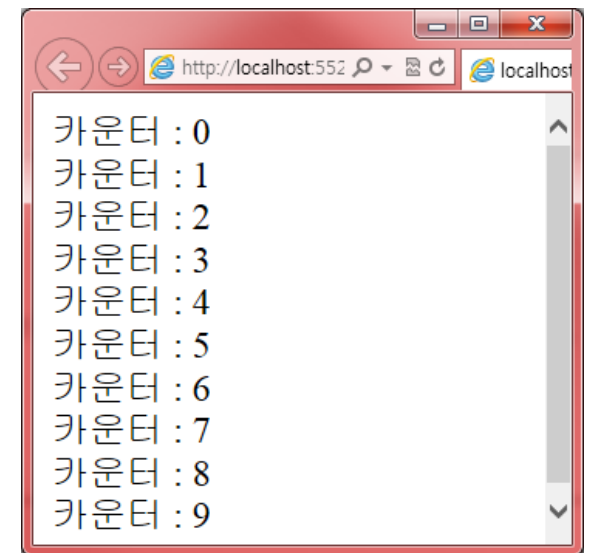 http://localhost:552
localhost
카운터 : 0
카운터 : 1
카운터 : 2
카운터 : 3
카운터 : 4
카운터 : 5
카운터 : 6
카운터 : 7
카운터 : 8
카운터 : 9